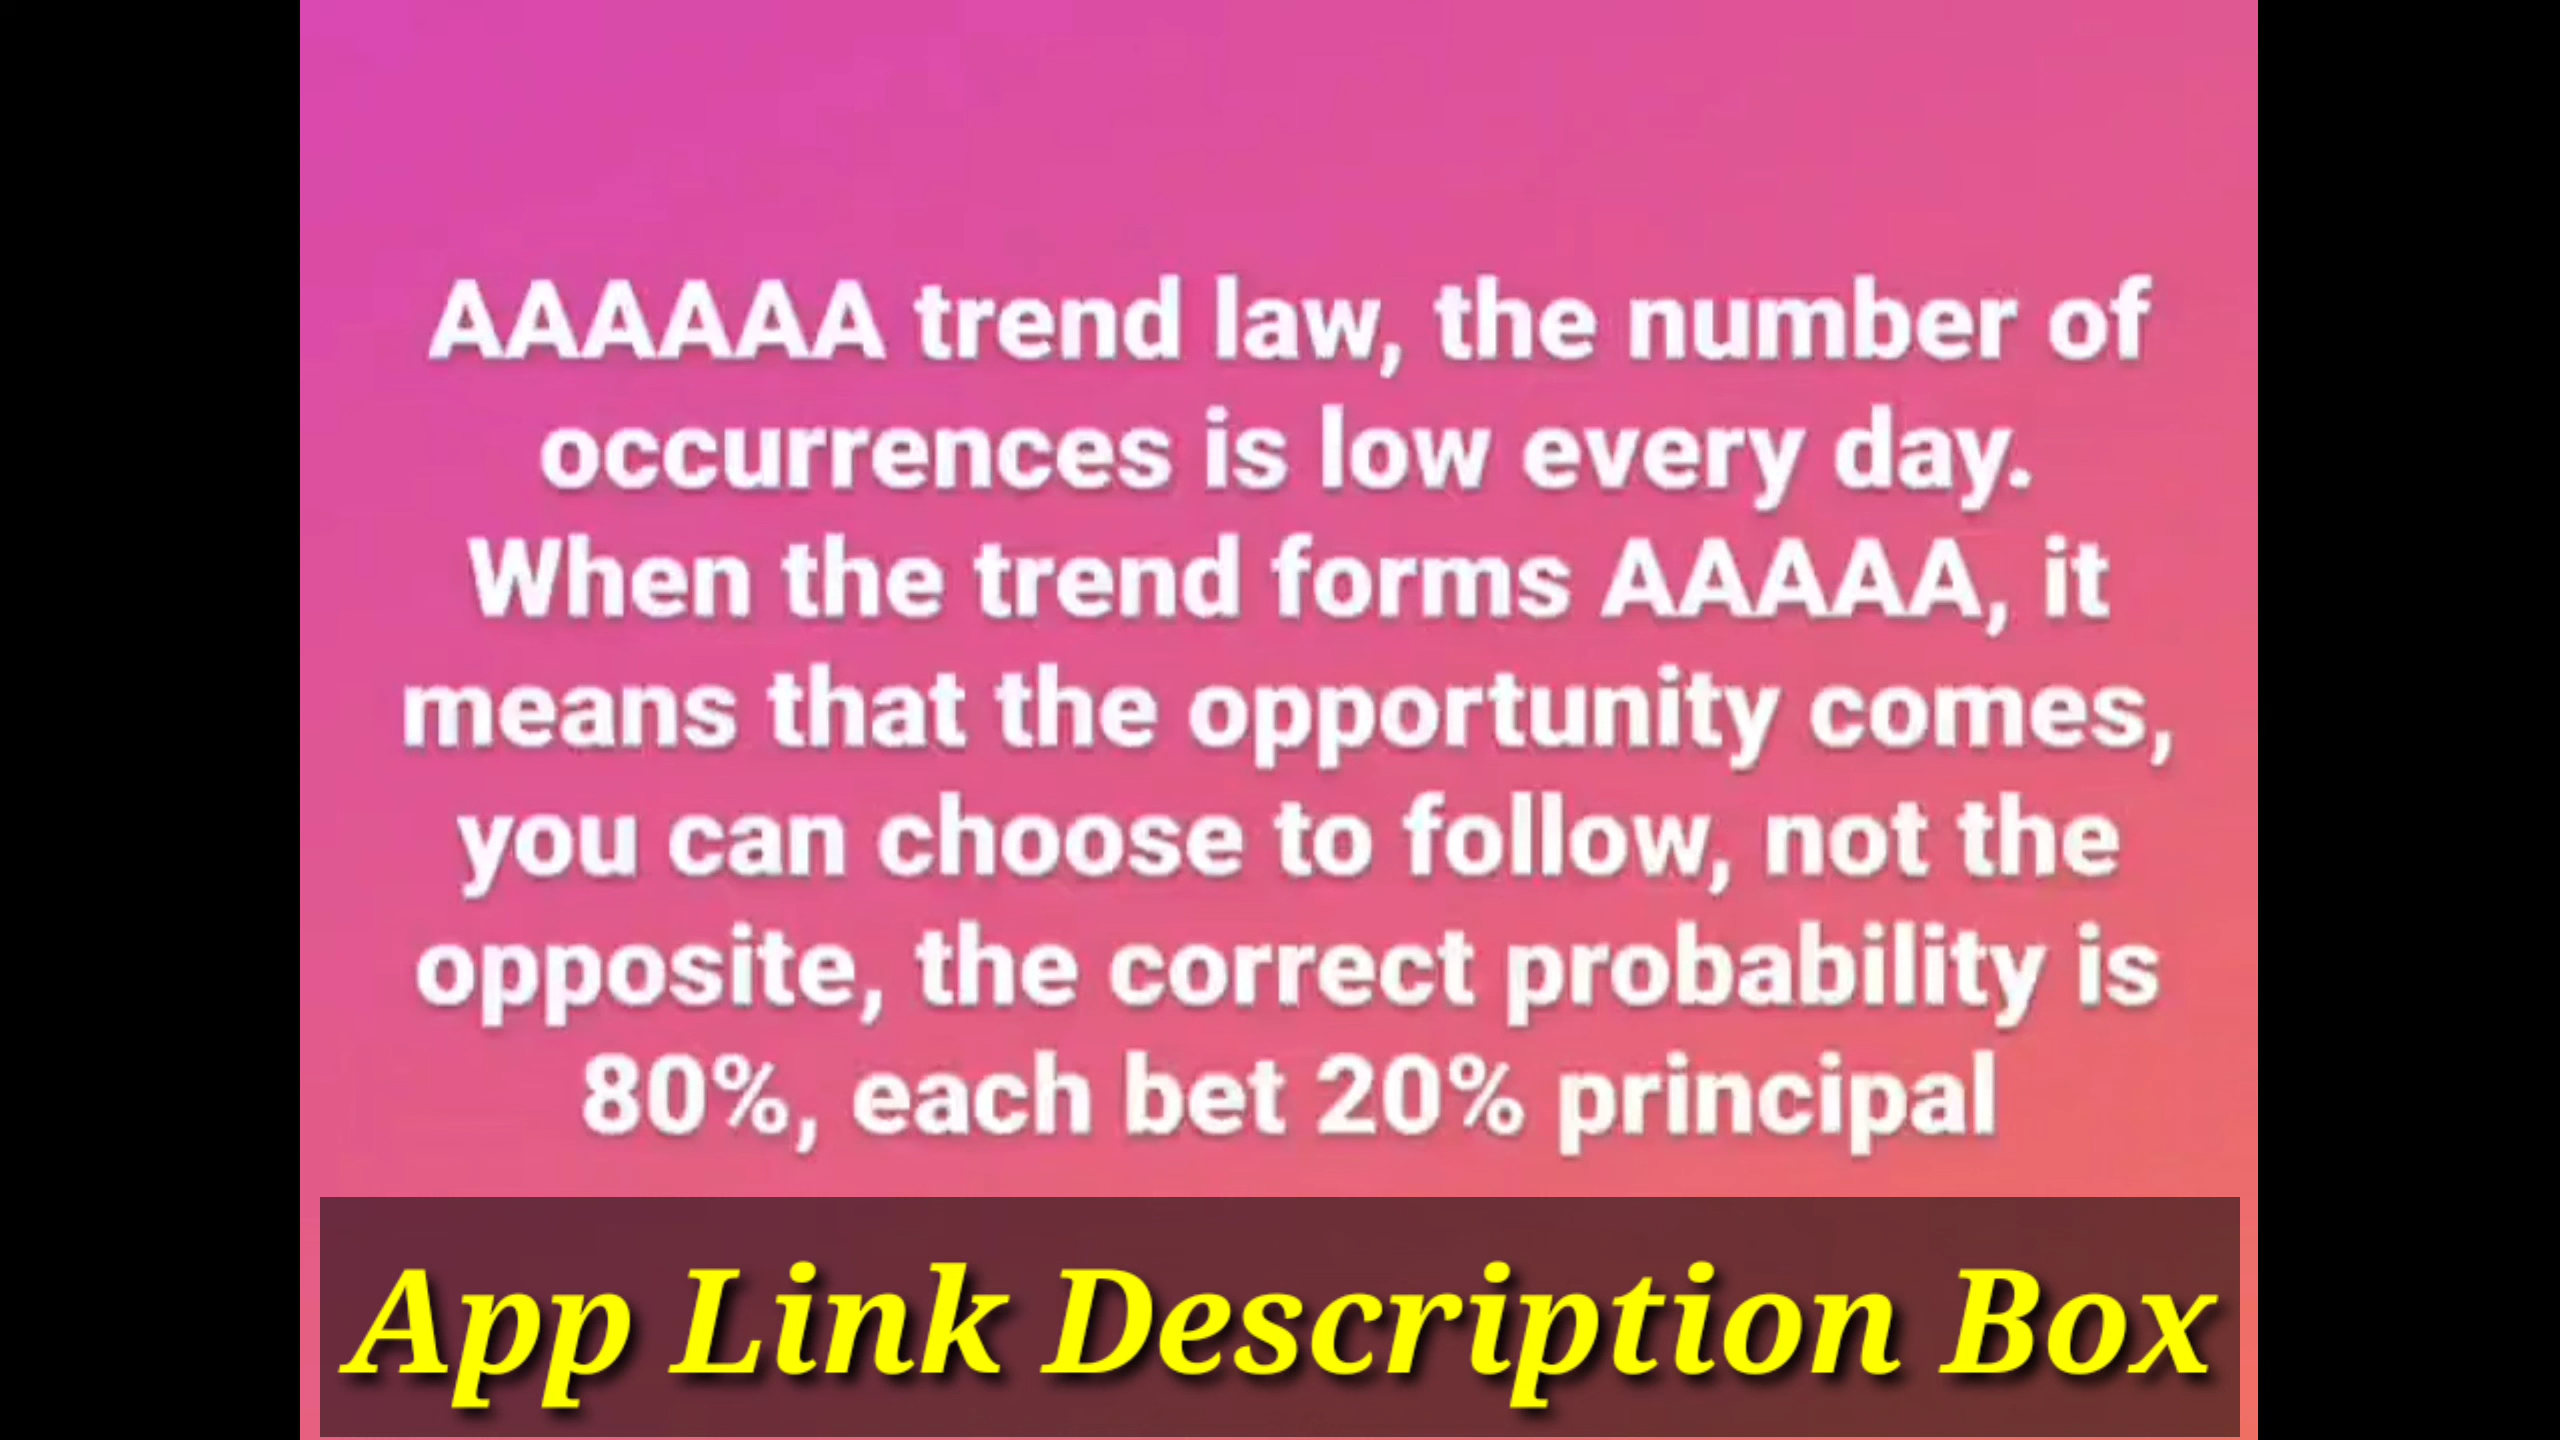 AAAAAA trend law, the number of
occurrences is low every day.
When the trend forms AAAAA, it
means that the opportunity comes,
you can choose to follow, not the
opposite, the correct probability is
80%, each bet 20% principal
App Link Description Box